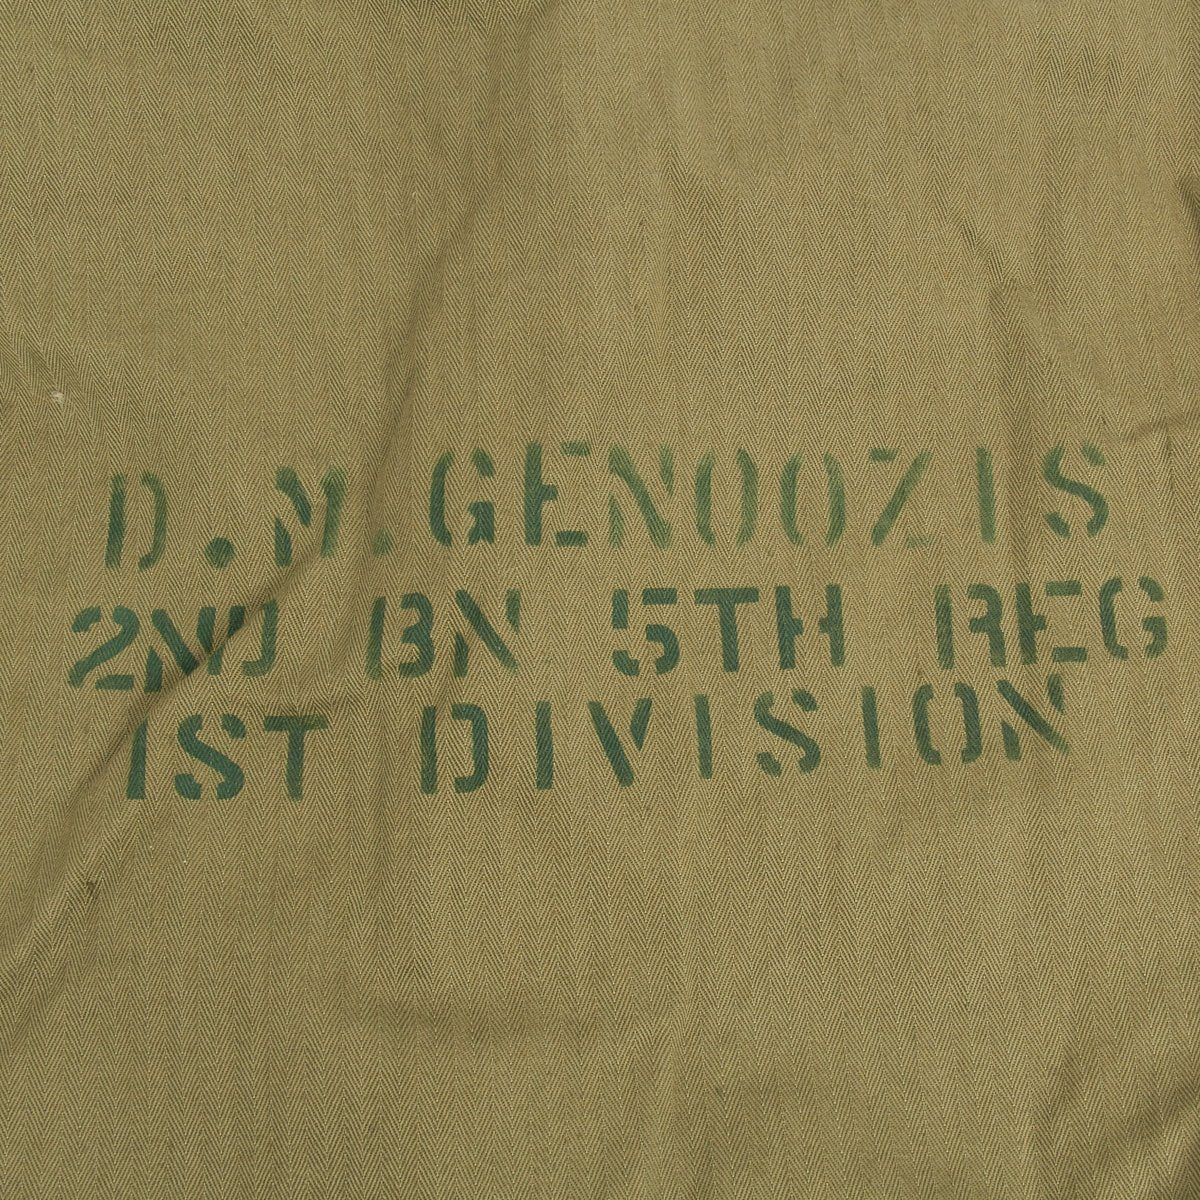 D.M.GENOOZIS
2ND BN 5TH REG
1ST DIVISION